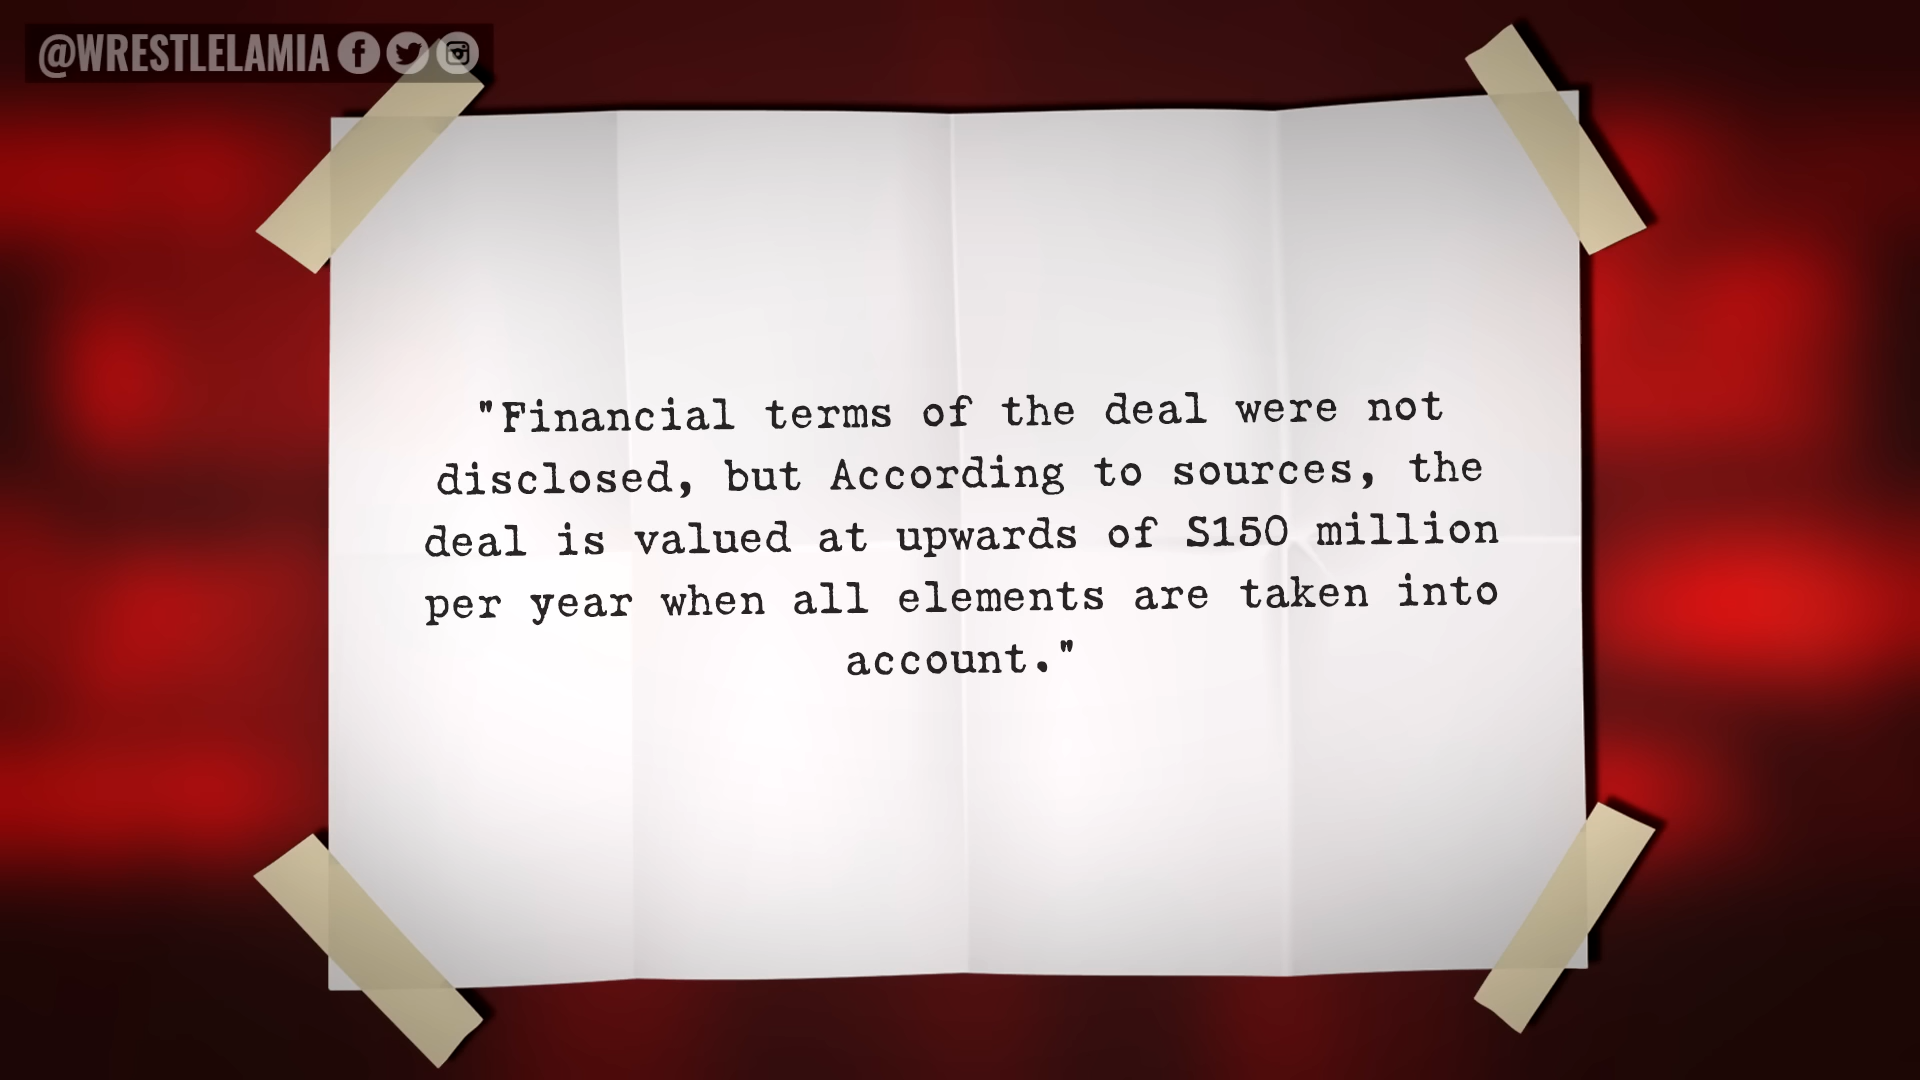 @WRESTLELAMIA
"Financial terms of the deal were not
disclosed, but According to sources, the
deal is valued at upwards of S150 million
per year when all elements are taken into
account."